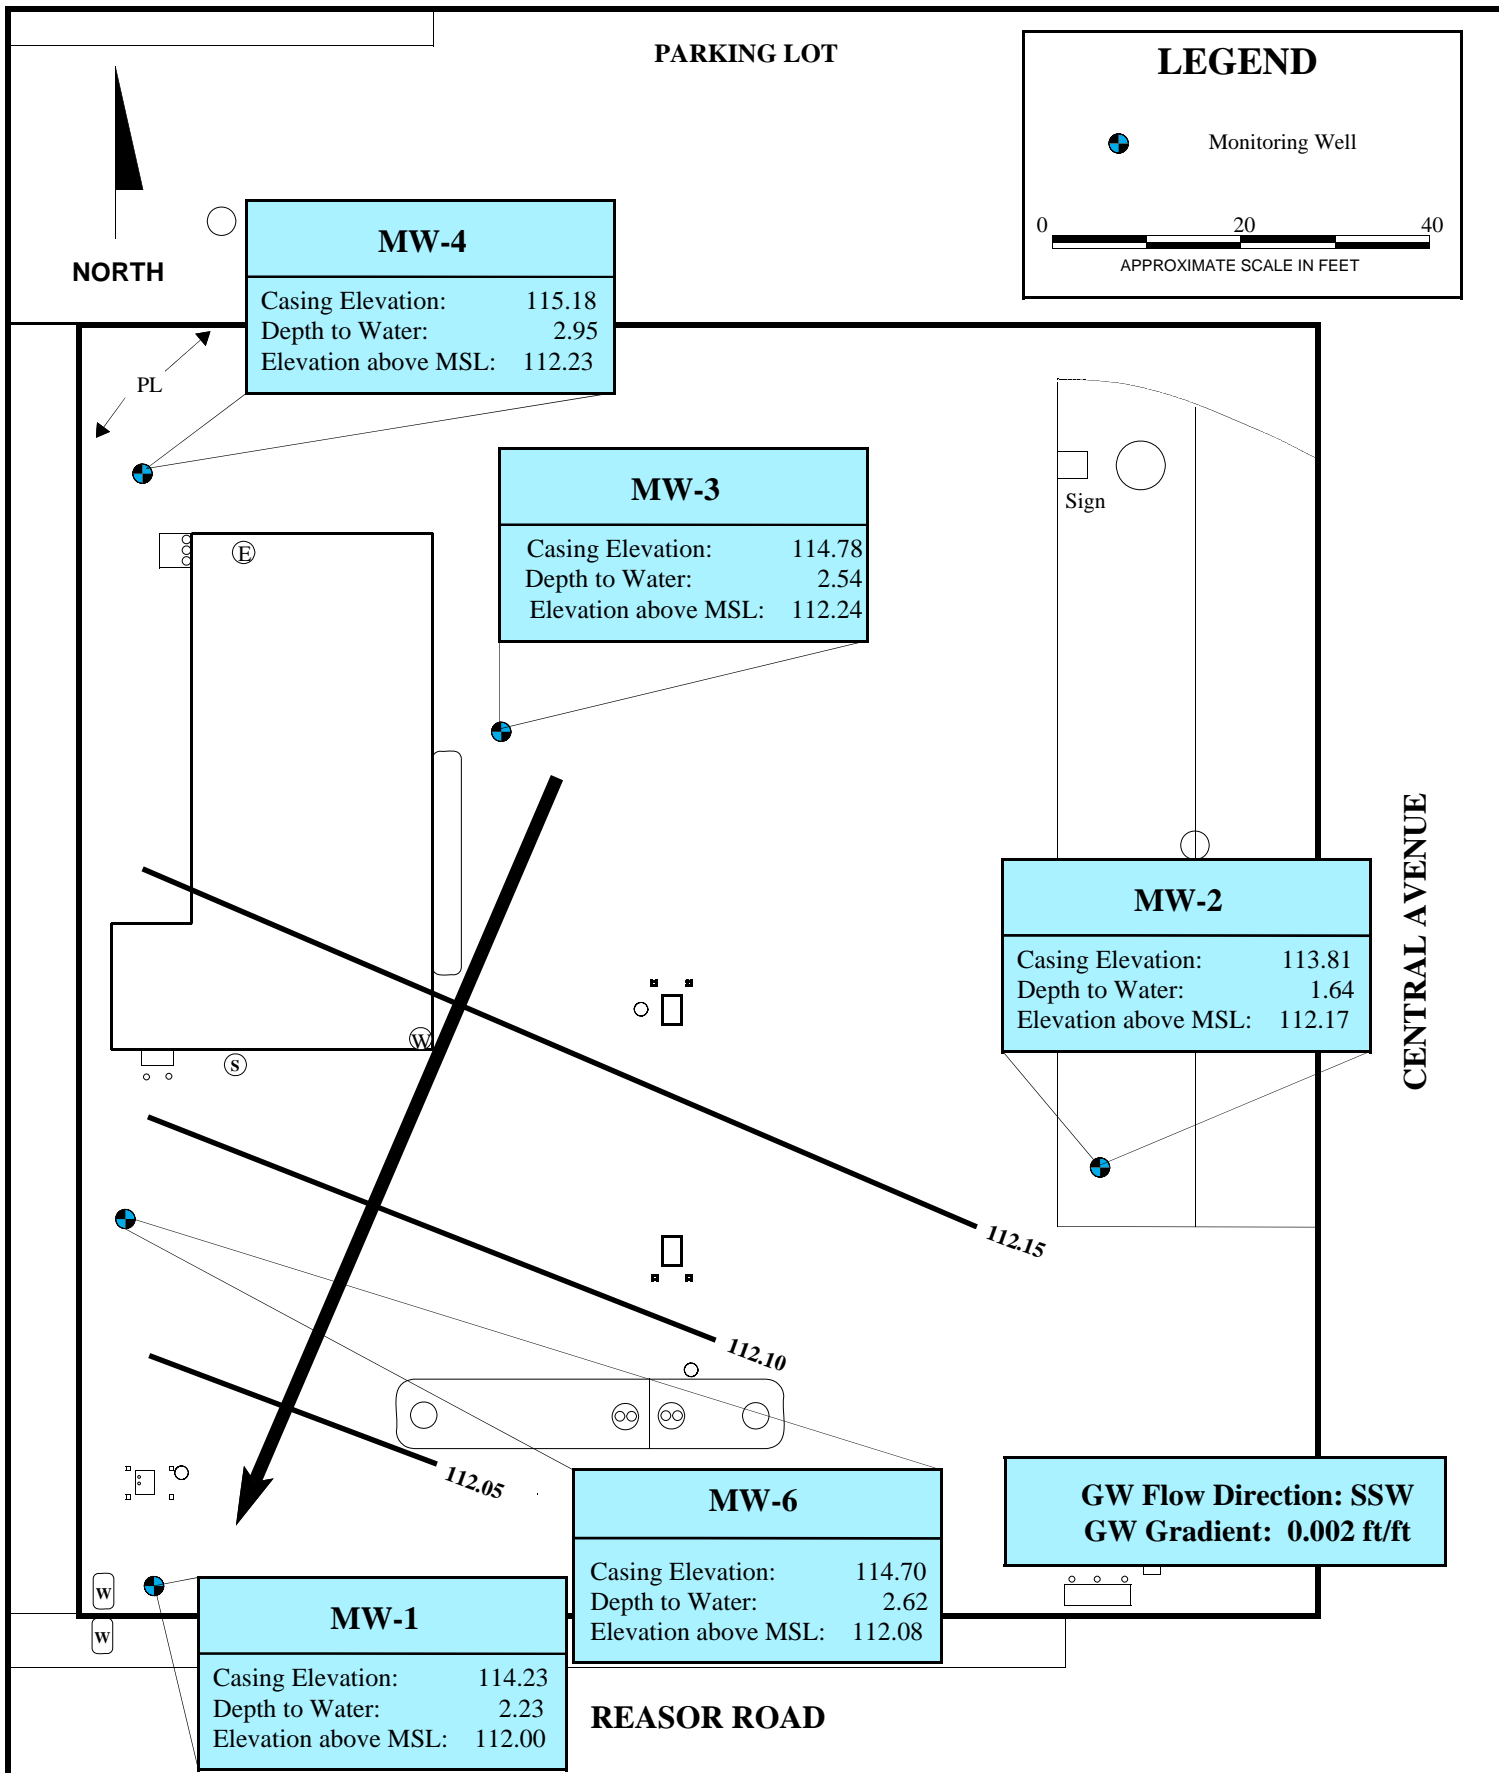 PARKING LOT
LEGEND
Monitoring Well
0 20 40
APPROXIMATE SCALE IN FEET
NORTH
MW-4
Casing Elevation: 115.18
Depth to Water: 2.95
Elevation above MSL: 112.23
PL
MW-3
Casing Elevation: 114.78
Depth to Water: 2.54
Elevation above MSL: 112.24
Sign
E
MW-2
Casing Elevation: 113.81
Depth to Water: 1.64
Elevation above MSL: 112.17
CENTRAL AVENUE
W
S
112.15
112.10
112.05
MW-6
Casing Elevation: 114.70
Depth to Water: 2.62
Elevation above MSL: 112.08
GW Flow Direction: SSW
GW Gradient: 0.002 ft/ft
W
W
MW-1
Casing Elevation: 114.23
Depth to Water: 2.23
Elevation above MSL: 112.00
REASOR ROAD